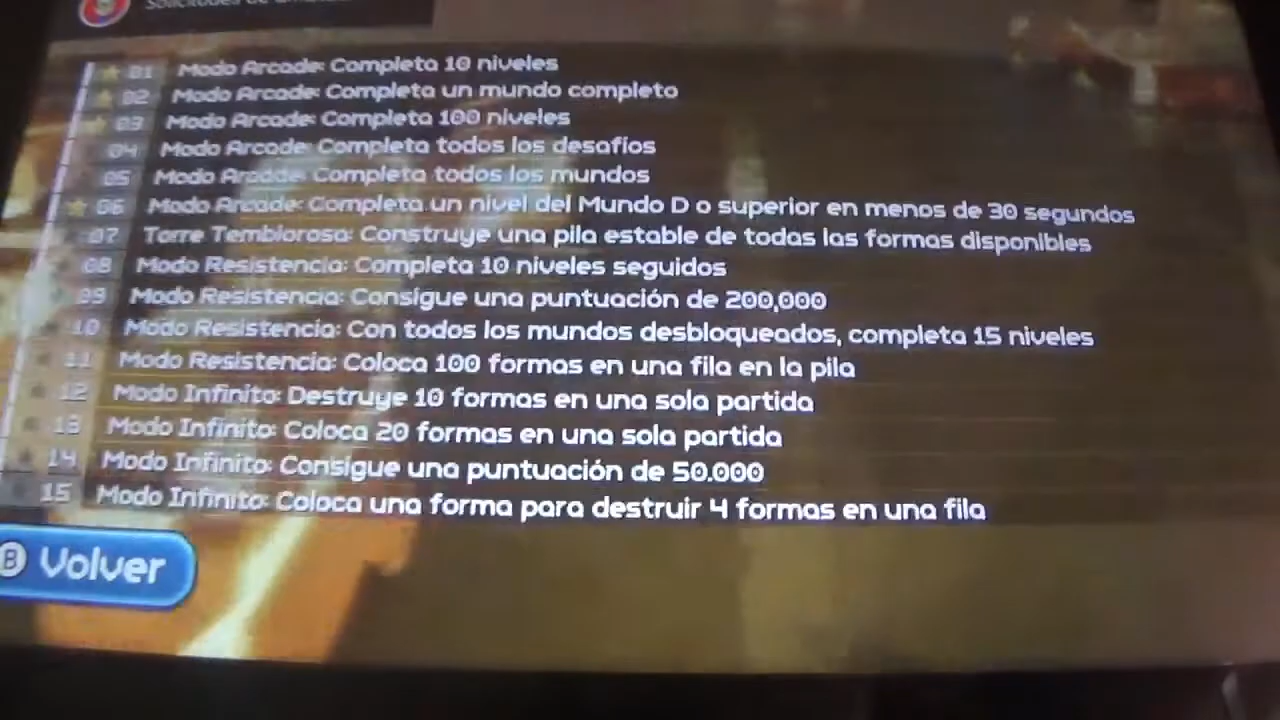 Solicitudes de
01 Modo Arcade: Completa 10 niveles
02 Modo Arcade: Completa un mundo completo
03 Modo Arcade: Completa 100 niveles
04 Modo Arcade: Completa todos los desafíos
05 Modo Arcade: Completa todos los mundos
06 Modo Arcade: Completa un nivel del Mundo D o superior en menos de 30 segundos
07 Torre Temblorosa: Construye una pila estable de todas las formas disponibles
08 Modo Resistencia: Completa 10 niveles seguidos
09 Modo Resistencia: Consigue una puntuación de 200,000
10 Modo Resistencia: Con todos los mundos desbloqueados, completa 15 niveles
11 Modo Resistencia: Coloca 100 formas en una fila en la pila
12 Modo Infinito: Destruye 10 formas en una sola partida
13 Modo Infinito: Coloca 20 formas en una sola partida
14 Modo Infinito: Consigue una puntuación de 50.000
15 Modo Infinito: Coloca una forma para destruir 4 formas en una fila
B Volver